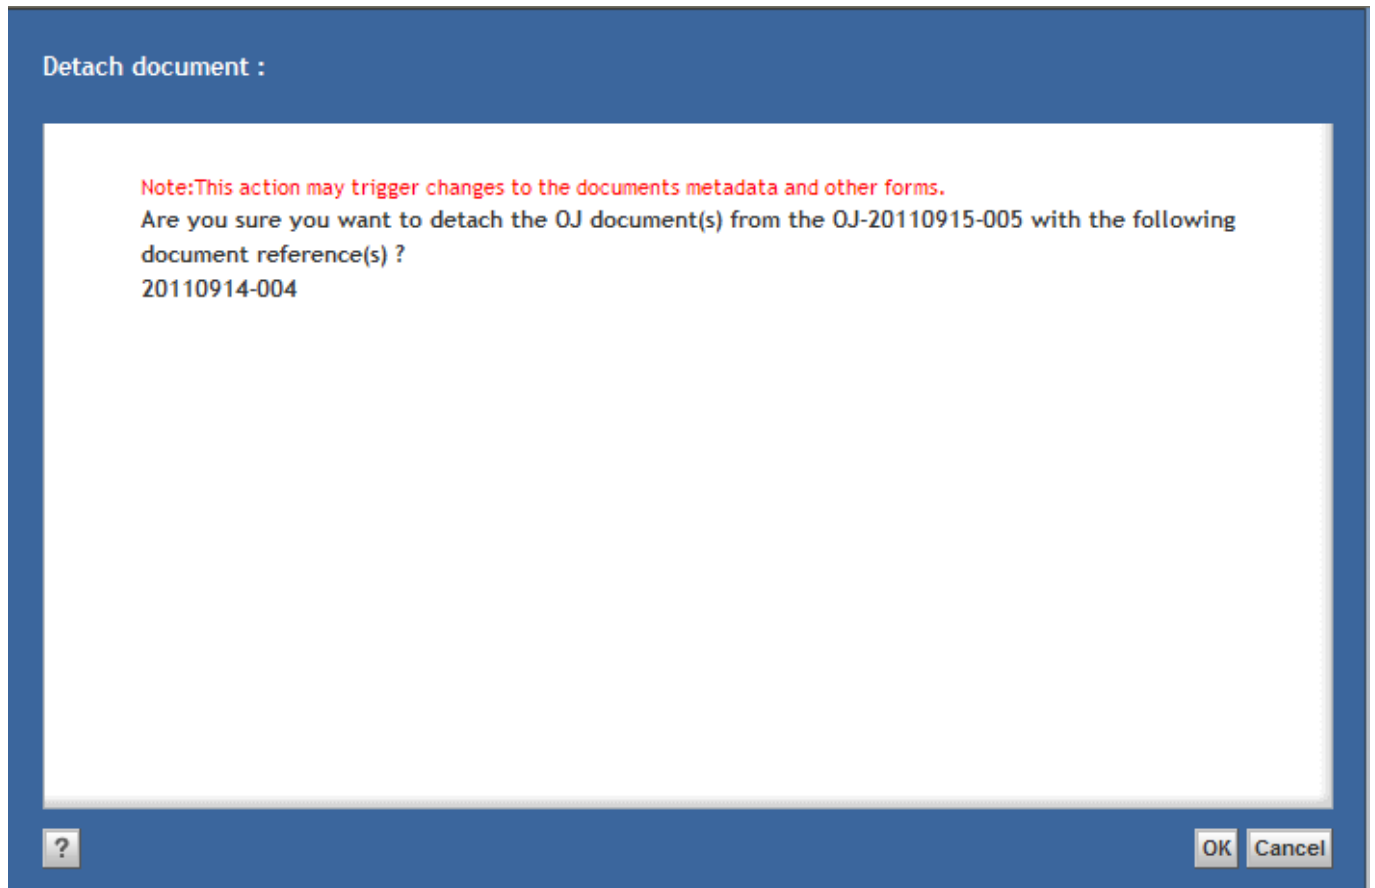 Detach document :
Note:This action may trigger changes to the documents metadata and other forms.
Are you sure you want to detach the OJ document(s) from the OJ-20110915-005 with the following
document reference(s) ?
20110914-004
?
OK Cancel